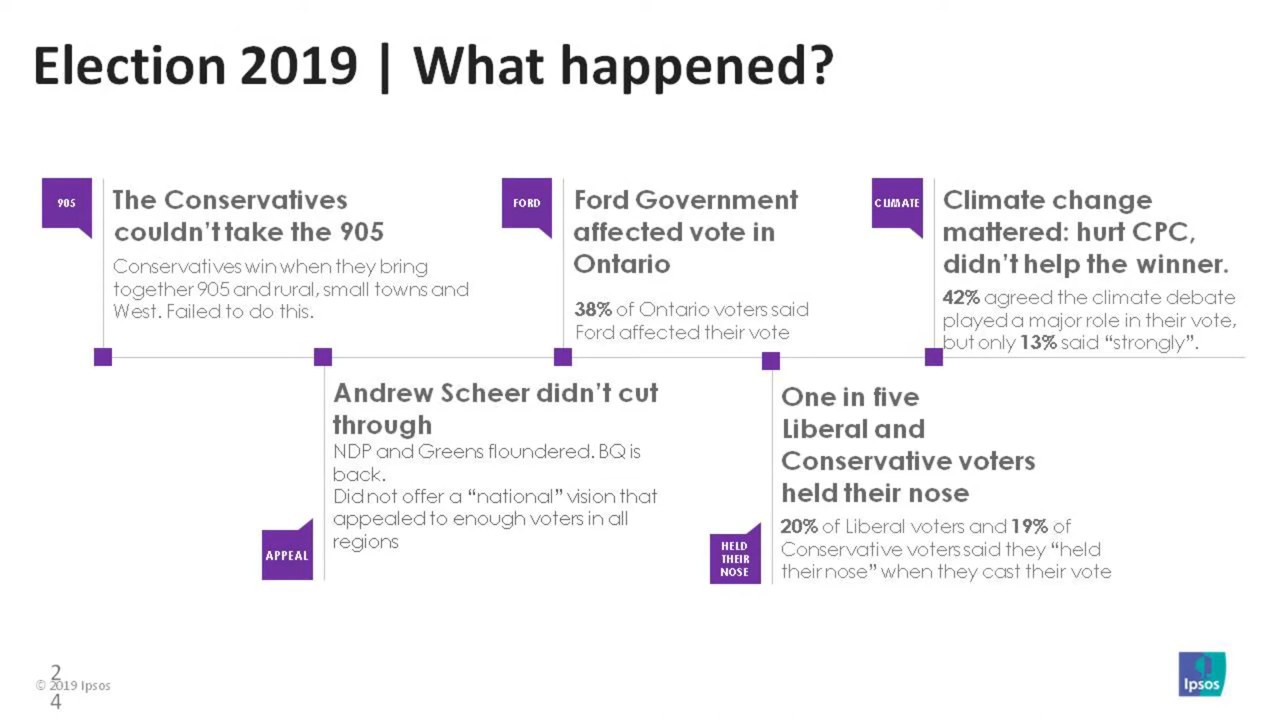 Election 2019 | What happened?
905
The Conservatives
couldn't take the 905
Conservatives win when they bring
together 905 and rural, small towns and
West. Failed to do this.
FORD
Ford Government
affected vote in
Ontario
38% of Ontario voters said
Ford affected their vote
CLIMATE
Climate change
mattered: hurt CPC,
didn't help the winner.
42% agreed the climate debate
played a major role in their vote,
but only 13% said “strongly”.
APPEAL
Andrew Scheer didn't cut
through
NDP and Greens floundered. BQ is
back.
Did not offer a “national” vision that
appealed to enough voters in all
regions
HELD
THEIR
NOSE
One in five
Liberal and
Conservative voters
held their nose
20% of Liberal voters and 19% of
Conservative voters said they “held
their nose” when they cast their vote
2
© 2019 Ipsos
4
Ipsos